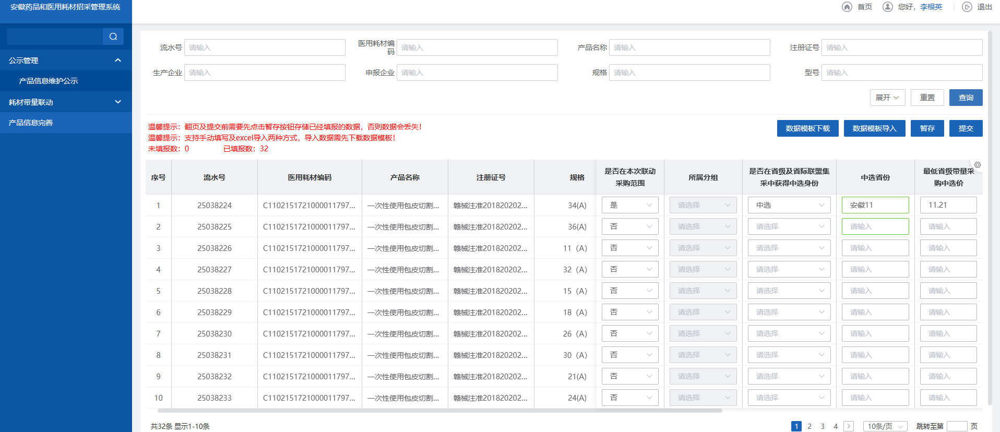 安徽药品和医用耗材招采管理系统
首页 您好，李根英 退出
公示管理
产品信息维护公示
耗材带量联动
产品信息完善
流水号 请输入 医用耗材编码 请输入 产品名称 请输入 注册证号 请输入
生产企业 请输入 申报企业 请输入 规格 请输入 型号 请输入
展开 重置 查询
温馨提示：翻页及提交前需要先点击暂存按钮存储已经填报的数据，否则数据会丢失！
温馨提示：支持手动填写及excel导入两种方式，导入数据需先下载数据模板！
未填报数：0 已填报数：32
数据模板下载 数据模板导入 暂存 提交
序号 流水号 医用耗材编码 产品名称 注册证号 规格 是否在本次联动采购范围 所属分组 是否在省级及省际联盟集采中获得中选身份 中选省份 最低省级带量采购中选价
1 25038224 C1102151721000011797... 一次性使用包皮切割... 赣械注准201820202... 34(A) 是 请选择 中选 安徽11 11.21
2 25038225 C1102151721000011797... 一次性使用包皮切割... 赣械注准201820202... 36(A) 否 请选择 请选择 请输入 请输入
3 25038226 C1102151721000011797... 一次性使用包皮切割... 赣械注准201820202... 11（A） 否 请选择 请选择 请输入 请输入
4 25038227 C1102151721000011797... 一次性使用包皮切割... 赣械注准201820202... 32（A） 否 请选择 请选择 请输入 请输入
5 25038228 C1102151721000011797... 一次性使用包皮切割... 赣械注准201820202... 15（A） 否 请选择 请选择 请输入 请输入
6 25038229 C1102151721000011797... 一次性使用包皮切割... 赣械注准201820202... 18（A） 否 请选择 请选择 请输入 请输入
7 25038230 C1102151721000011797... 一次性使用包皮切割... 赣械注准201820202... 26（A） 否 请选择 请选择 请输入 请输入
8 25038231 C1102151721000011797... 一次性使用包皮切割... 赣械注准201820202... 30（A） 否 请选择 请选择 请输入 请输入
9 25038232 C1102151721000011797... 一次性使用包皮切割... 赣械注准201820202... 21(A) 否 请选择 请选择 请输入 请输入
10 25038233 C1102151721000011797... 一次性使用包皮切割... 赣械注准201820202... 24(A) 否 请选择 请选择 请输入 请输入
共32条 显示1-10条 1 2 3 4 10条/页 跳转至第 页